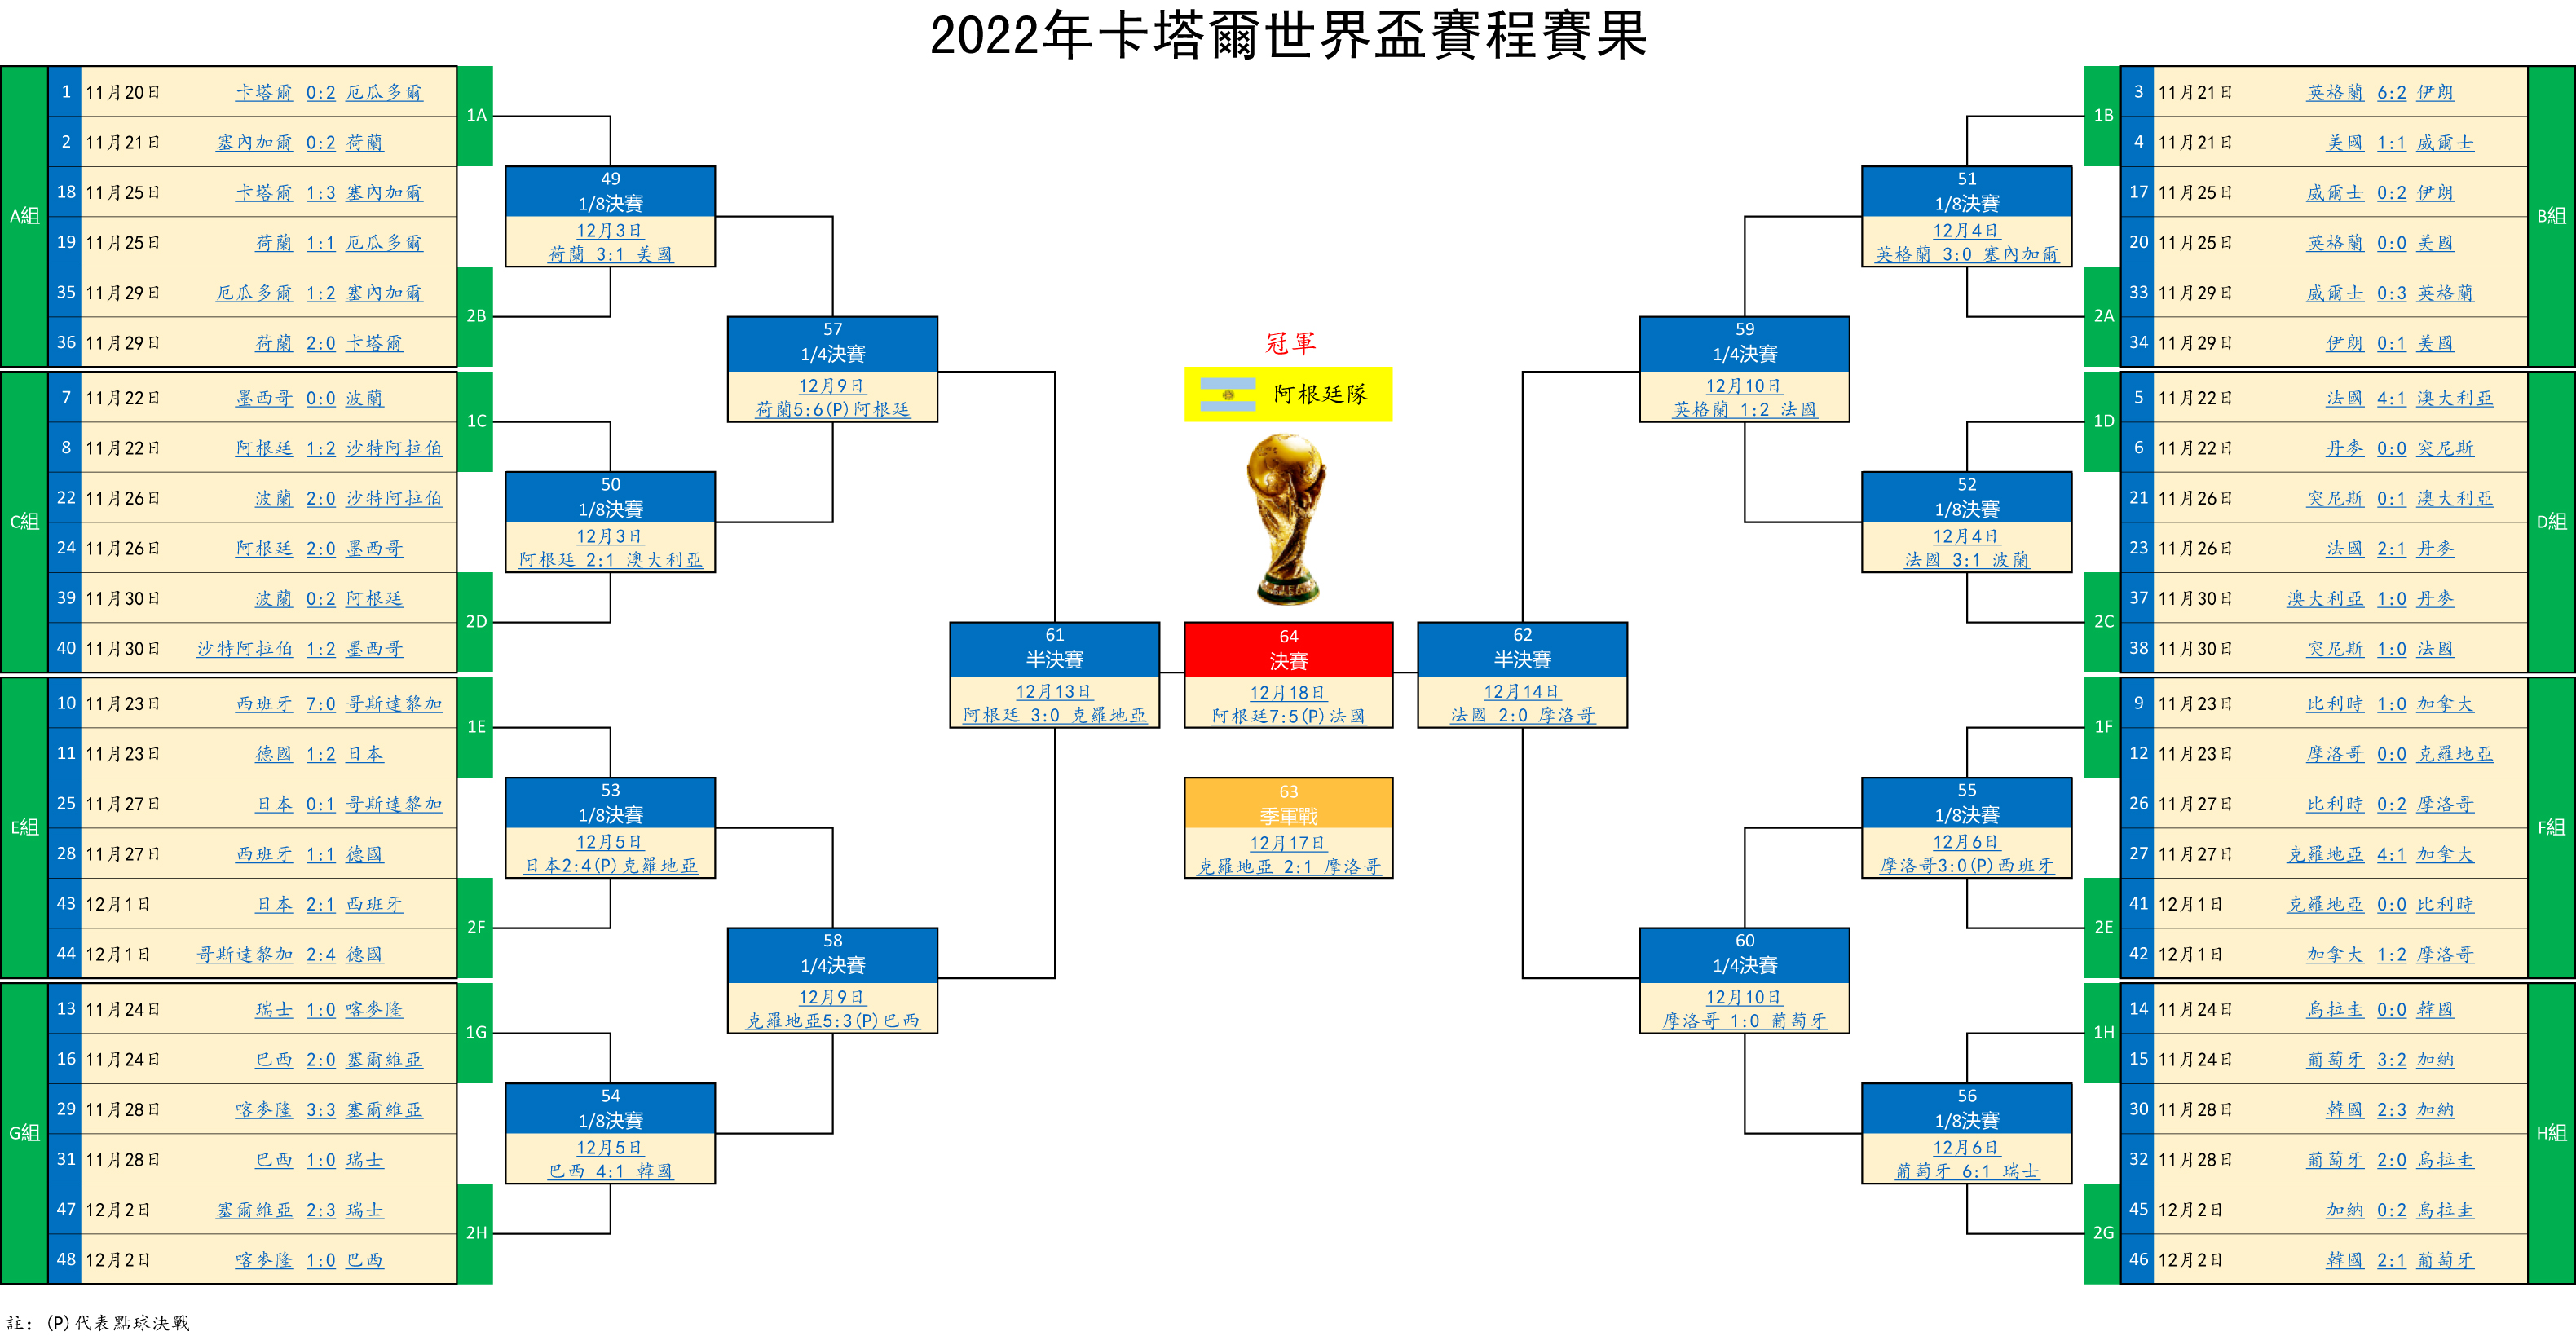 2022年卡塔爾世界盃賽程賽果
A組
1 11月20日 卡塔爾 0:2 厄瓜多爾
2 11月21日 塞內加爾 0:2 荷蘭
18 11月25日 卡塔爾 1:3 塞內加爾
19 11月25日 荷蘭 1:1 厄瓜多爾
35 11月29日 厄瓜多爾 1:2 塞內加爾
36 11月29日 荷蘭 2:0 卡塔爾
1A
2B
C組
7 11月22日 墨西哥 0:0 波蘭
8 11月22日 阿根廷 1:2 沙特阿拉伯
22 11月26日 波蘭 2:0 沙特阿拉伯
24 11月26日 阿根廷 2:0 墨西哥
39 11月30日 波蘭 0:2 阿根廷
40 11月30日 沙特阿拉伯 1:2 墨西哥
1C
2D
E組
10 11月23日 西班牙 7:0 哥斯達黎加
11 11月23日 德國 1:2 日本
25 11月27日 日本 0:1 哥斯達黎加
28 11月27日 西班牙 1:1 德國
43 12月1日 日本 2:1 西班牙
44 12月1日 哥斯達黎加 2:4 德國
1E
2F
G組
13 11月24日 瑞士 1:0 喀麥隆
16 11月24日 巴西 2:0 塞爾維亞
29 11月28日 喀麥隆 3:3 塞爾維亞
31 11月28日 巴西 1:0 瑞士
47 12月2日 塞爾維亞 2:3 瑞士
48 12月2日 喀麥隆 1:0 巴西
1G
2H
49
1/8決賽
12月3日
荷蘭 3:1 美國
50
1/8決賽
12月3日
阿根廷 2:1 澳大利亞
53
1/8決賽
12月5日
日本2:4(P)克羅地亞
54
1/8決賽
12月5日
巴西 4:1 韓國
57
1/4決賽
12月9日
荷蘭5:6(P)阿根廷
58
1/4決賽
12月9日
克羅地亞5:3(P)巴西
61
半決賽
12月13日
阿根廷 3:0 克羅地亞
冠軍
阿根廷隊
64
決賽
12月18日
阿根廷7:5(P)法國
63
季軍戰
12月17日
克羅地亞 2:1 摩洛哥
62
半決賽
12月14日
法國 2:0 摩洛哥
59
1/4決賽
12月10日
英格蘭 1:2 法國
60
1/4決賽
12月10日
摩洛哥 1:0 葡萄牙
51
1/8決賽
12月4日
英格蘭 3:0 塞內加爾
52
1/8決賽
12月4日
法國 3:1 波蘭
55
1/8決賽
12月6日
摩洛哥3:0(P)西班牙
56
1/8決賽
12月6日
葡萄牙 6:1 瑞士
1B
2A
3 11月21日 英格蘭 6:2 伊朗
4 11月21日 美國 1:1 威爾士
17 11月25日 威爾士 0:2 伊朗
20 11月25日 英格蘭 0:0 美國
33 11月29日 威爾士 0:3 英格蘭
34 11月29日 伊朗 0:1 美國
B組
1D
2C
5 11月22日 法國 4:1 澳大利亞
6 11月22日 丹麥 0:0 突尼斯
21 11月26日 突尼斯 0:1 澳大利亞
23 11月26日 法國 2:1 丹麥
37 11月30日 澳大利亞 1:0 丹麥
38 11月30日 突尼斯 1:0 法國
D組
1F
2E
9 11月23日 比利時 1:0 加拿大
12 11月23日 摩洛哥 0:0 克羅地亞
26 11月27日 比利時 0:2 摩洛哥
27 11月27日 克羅地亞 4:1 加拿大
41 12月1日 克羅地亞 0:0 比利時
42 12月1日 加拿大 1:2 摩洛哥
F組
1H
2G
14 11月24日 烏拉圭 0:0 韓國
15 11月24日 葡萄牙 3:2 加納
30 11月28日 韓國 2:3 加納
32 11月28日 葡萄牙 2:0 烏拉圭
45 12月2日 加納 0:2 烏拉圭
46 12月2日 韓國 2:1 葡萄牙
H組
註: (P)代表點球決戰